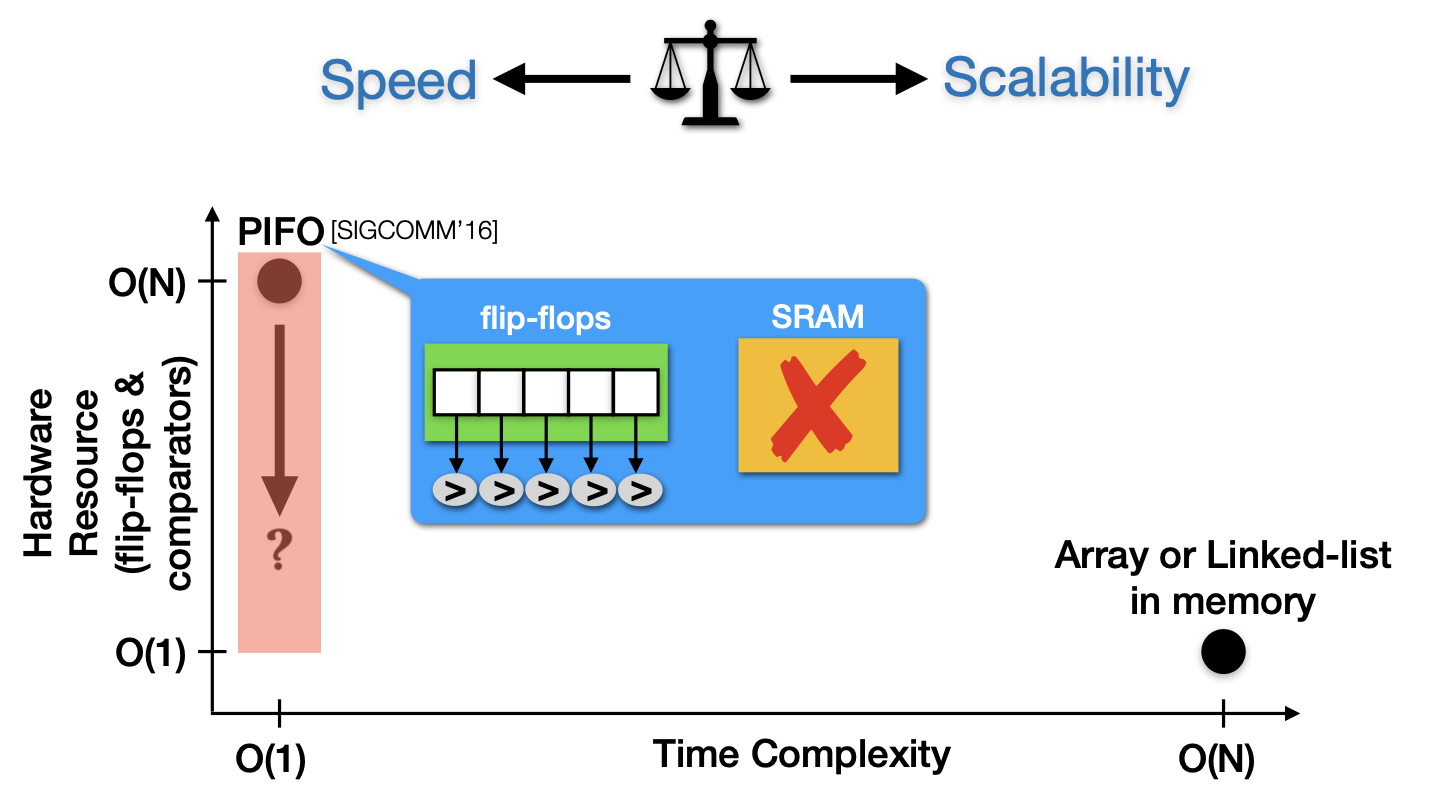 Speed
Scalability
PIFO [SIGCOMM'16]
O(N)
flip-flops
SRAM
> > > > >
Hardware
Resource
(flip-flops &
comparators)
?
Array or Linked-list
in memory
O(1)
O(1)
Time Complexity
O(N)